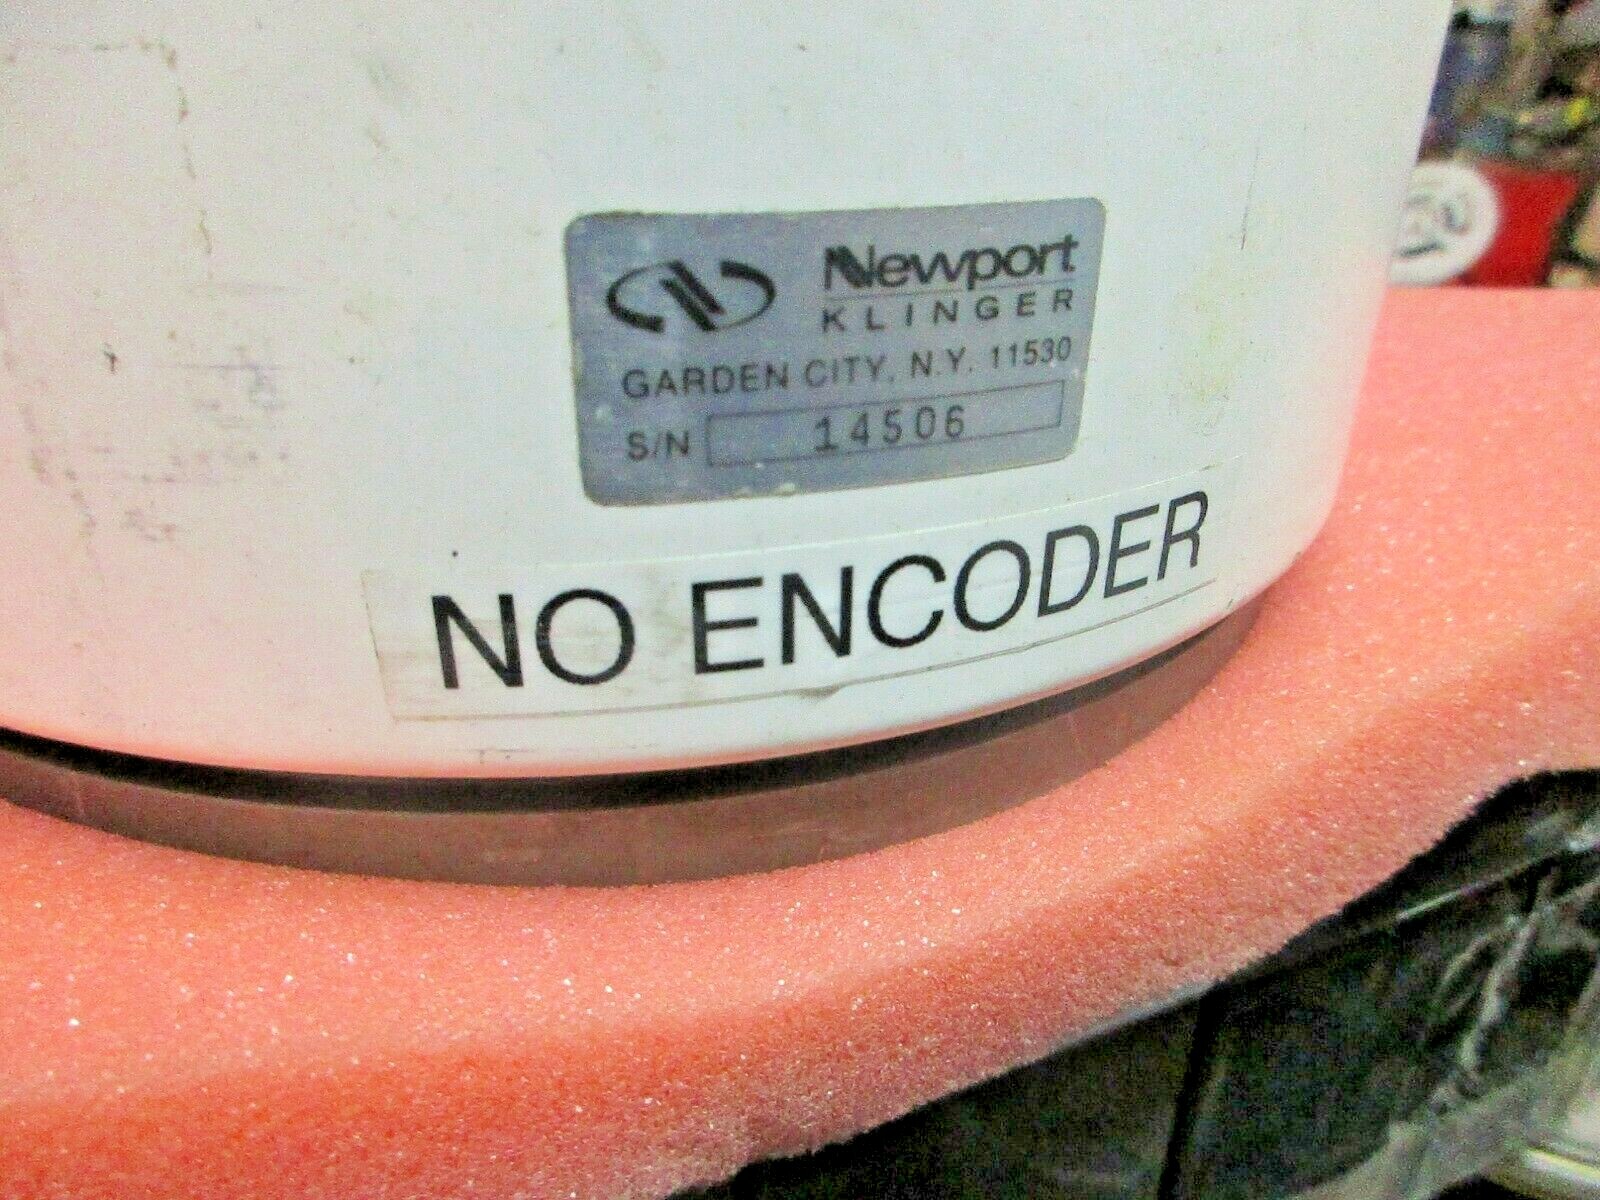 Newport
KLINGER
GARDEN CITY, N.Y. 11530
S/N 14506
NO ENCODER